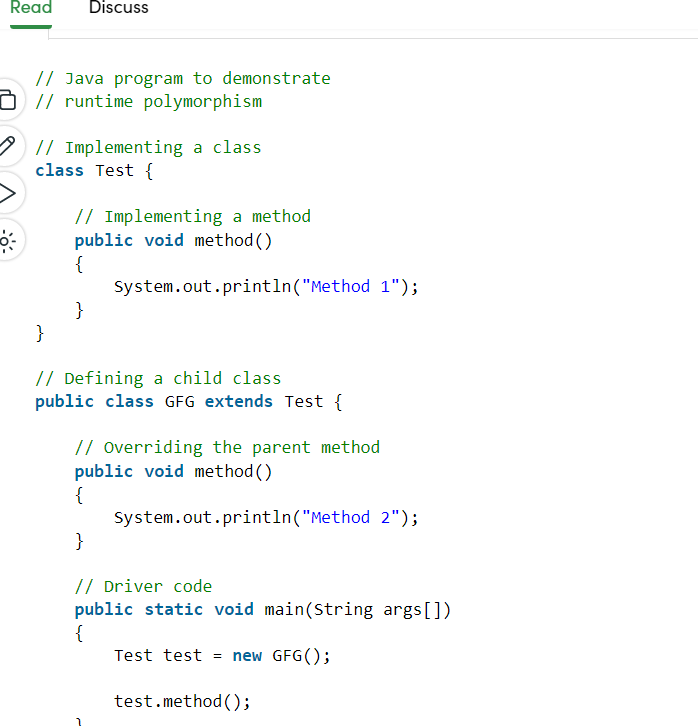 Read Discuss
// Java program to demonstrate
// runtime polymorphism
// Implementing a class
class Test {
// Implementing a method
public void method()
{
System.out.println("Method 1");
}
}
// Defining a child class
public class GFG extends Test {
// Overriding the parent method
public void method()
{
System.out.println("Method 2");
}
// Driver code
public static void main(String args[])
{
Test test = new GFG();
test.method();
}